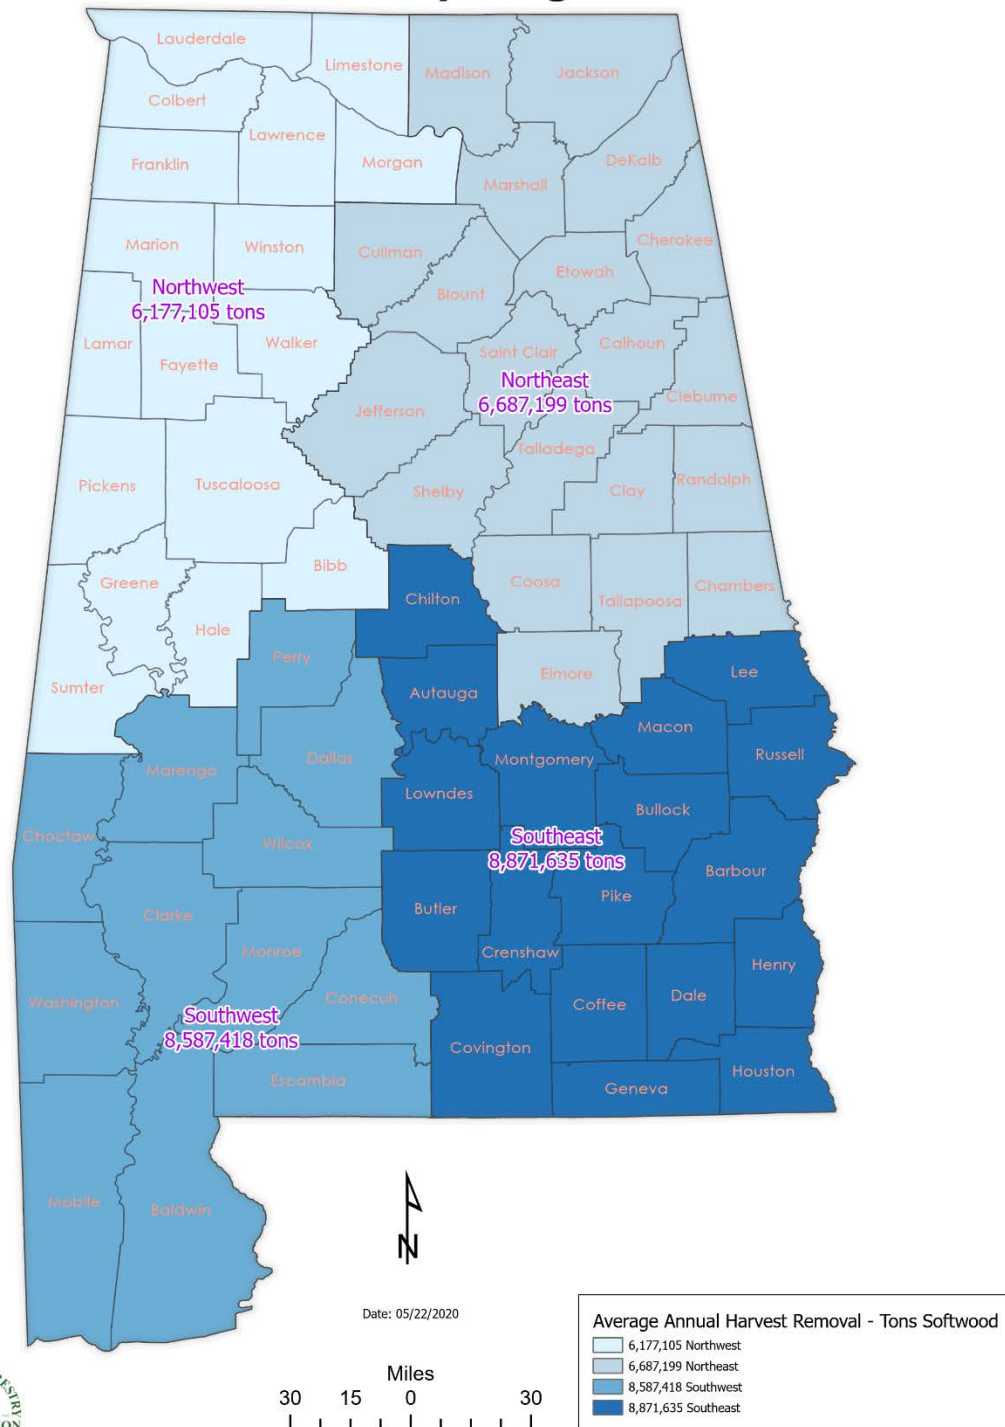 Lauderdale
Limestone
Madison
Jackson
Colbert
Lawrence
Franklin
Morgan
DeKalb
Marshall
Marion
Winston
Cullman
Cherokee
Etowah
Blount
Northwest
6,177,105 tons
Lamar
Walker
Fayette
Saint Clair
Calhoun
Northeast
6,687,199 tons
Cleburne
Jefferson
Talladega
Pickens
Tuscaloosa
Shelby
Clay
Randolph
Bibb
Greene
Coosa
Chambers
Chilton
Tallapoosa
Hale
Perry
Elmore
Lee
Sumter
Autauga
Macon
Russell
Marengo
Dallas
Montgomery
Lowndes
Bullock
Choctaw
Wilcox
Southeast
8,871,635 tons
Barbour
Clarke
Butler
Pike
Monroe
Crenshaw
Henry
Washington
Conecuh
Coffee
Dale
Southwest
8,587,418 tons
Covington
Escambia
Geneva
Houston
Mobile
Baldwin
N
Date: 05/22/2020
Average Annual Harvest Removal - Tons Softwood
6,177,105 Northwest
6,687,199 Northeast
8,587,418 Southwest
8,871,635 Southeast
Miles
30 15 0 30